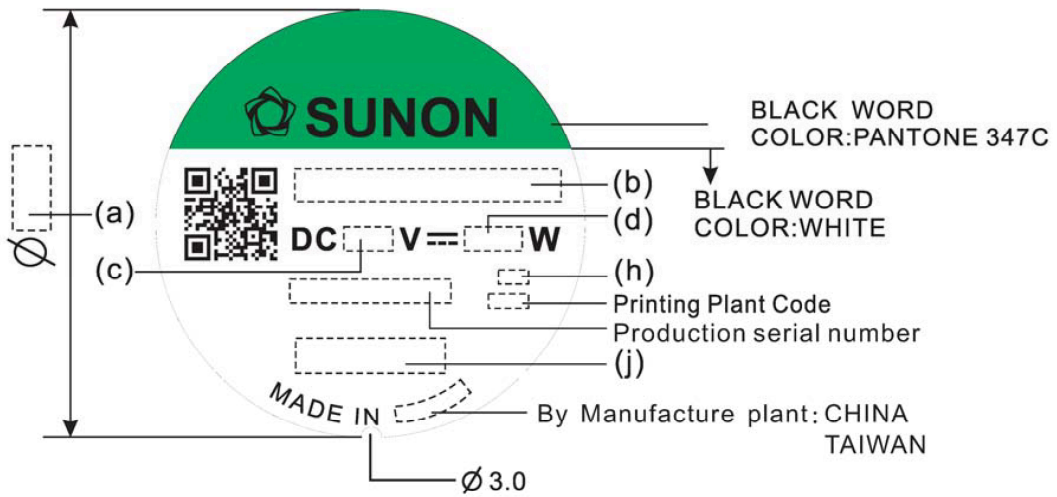 SUNON
BLACK WORD
COLOR:PANTONE 347C
(a)
Ø
(b)
BLACK WORD
COLOR:WHITE
DC V ⎓ W
(d)
(c)
(h)
Printing Plant Code
Production serial number
(j)
MADE IN
By Manufacture plant: CHINA
TAIWAN
Ø 3.0